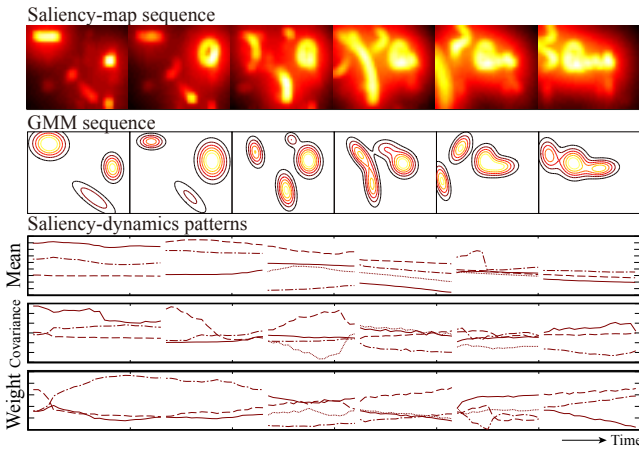 Saliency-map sequence
GMM sequence
Saliency-dynamics patterns
Mean
Covariance
Weight
Time